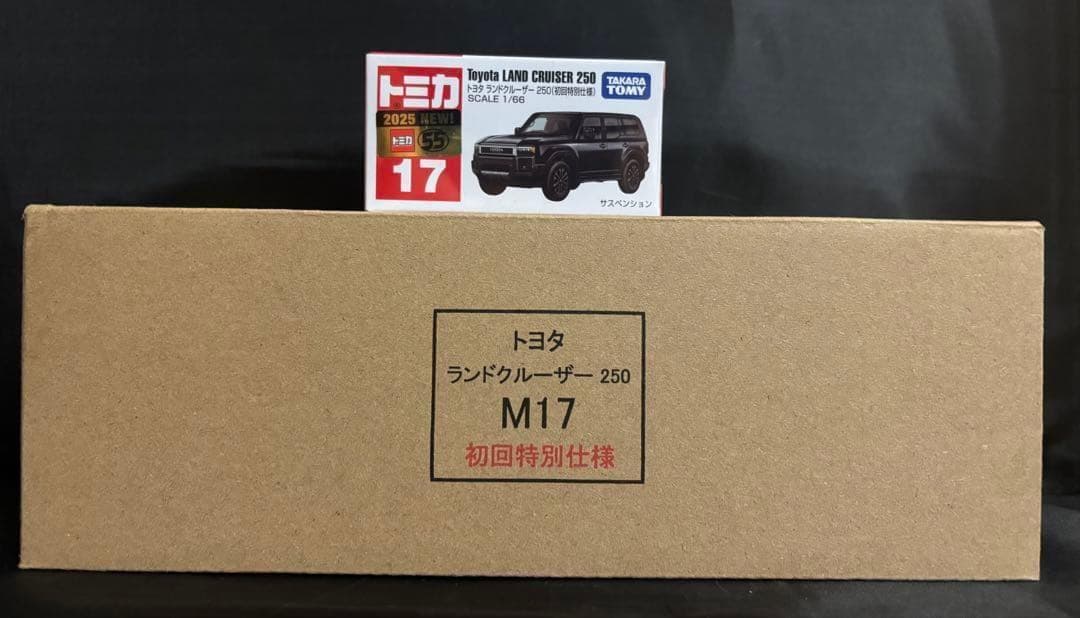 トミカ
2025 NEW!
トミカ 55
17
Toyota LAND CRUISER 250
トヨタ ランドクルーザー 250(初回特別仕様)
SCALE 1/66
TAKARA
TOMY
TOYOTA
サスペンション
トヨタ
ランドクルーザー 250
M17
初回特別仕様